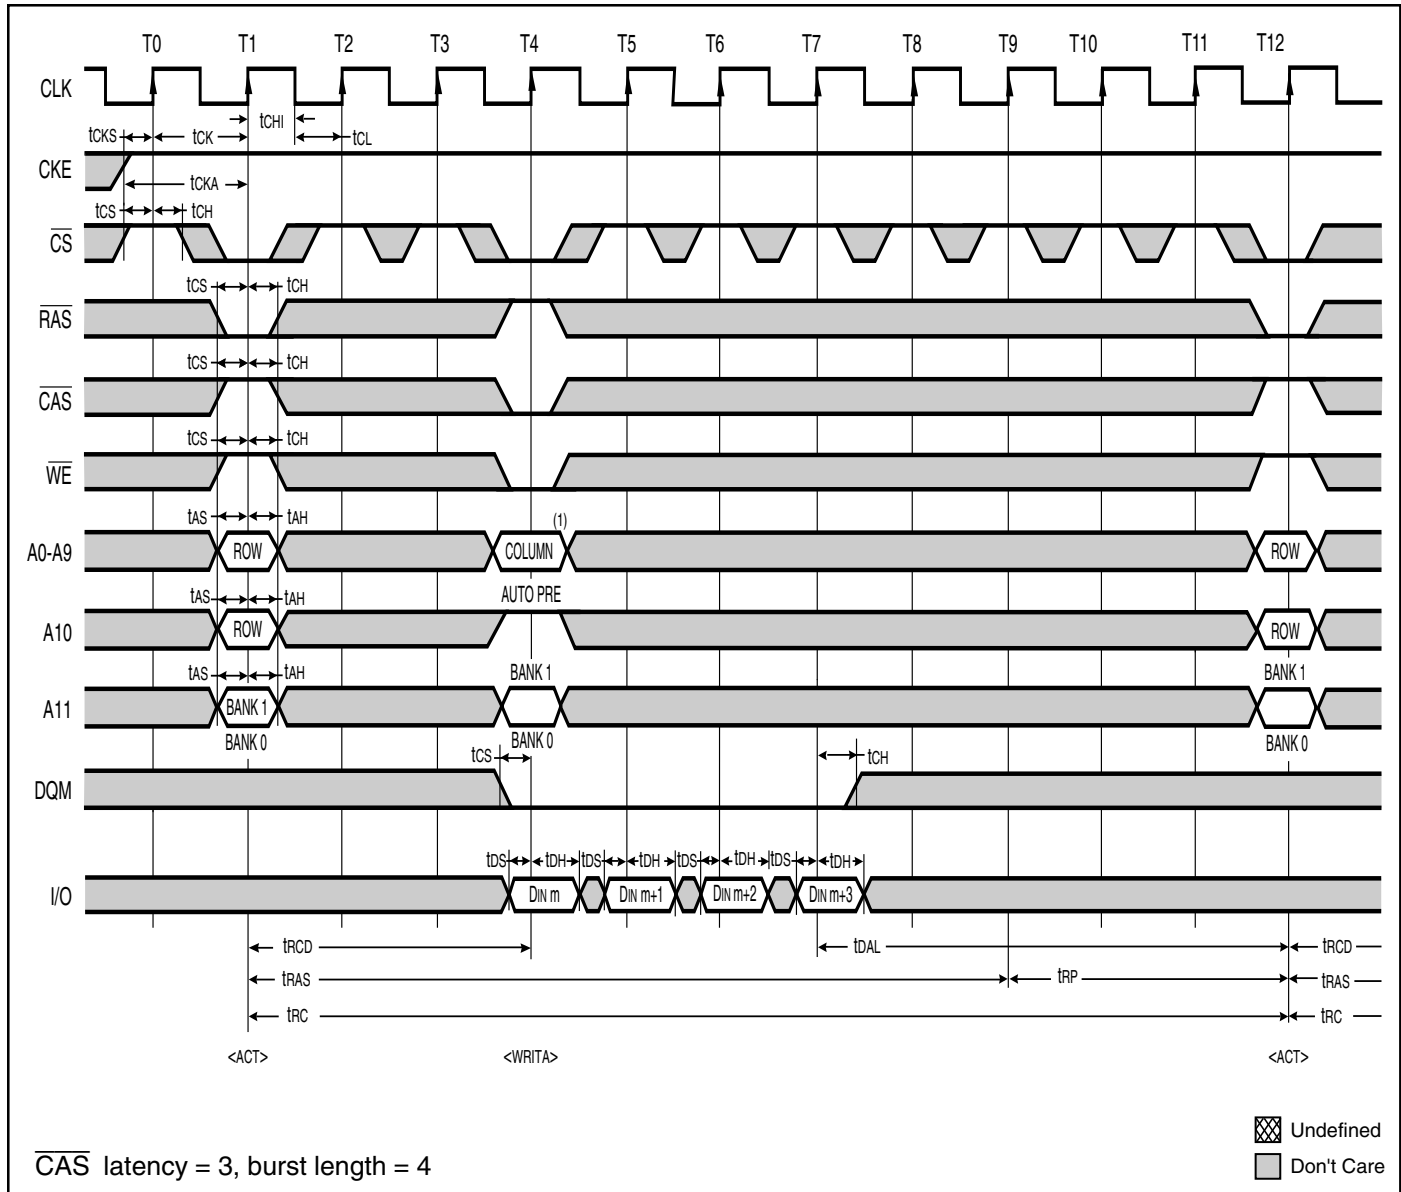 T0 T1 T2 T3 T4 T5 T6 T7 T8 T9 T10 T11 T12
CLK
tCHI
tCKS tCK tCL
CKE
tCKA
tCS tCH
CS
tCS tCH
RAS
tCS tCH
CAS
tCS tCH
WE
tAS tAH (1)
A0-A9 ROW COLUMN ROW
tAS tAH AUTO PRE
A10 ROW ROW
tAS tAH BANK 1 BANK 1
A11 BANK 1
BANK 0 BANK 0 BANK 0
tCS tCH
DQM
tDS tDH tDS tDH tDS tDH tDS tDH
I/O DIN m DIN m+1 DIN m+2 DIN m+3
tRCD tDAL tRCD
tRAS tRP tRAS
tRC tRC
<ACT> <WRITA> <ACT>
Undefined
CAS latency = 3, burst length = 4
Don't Care